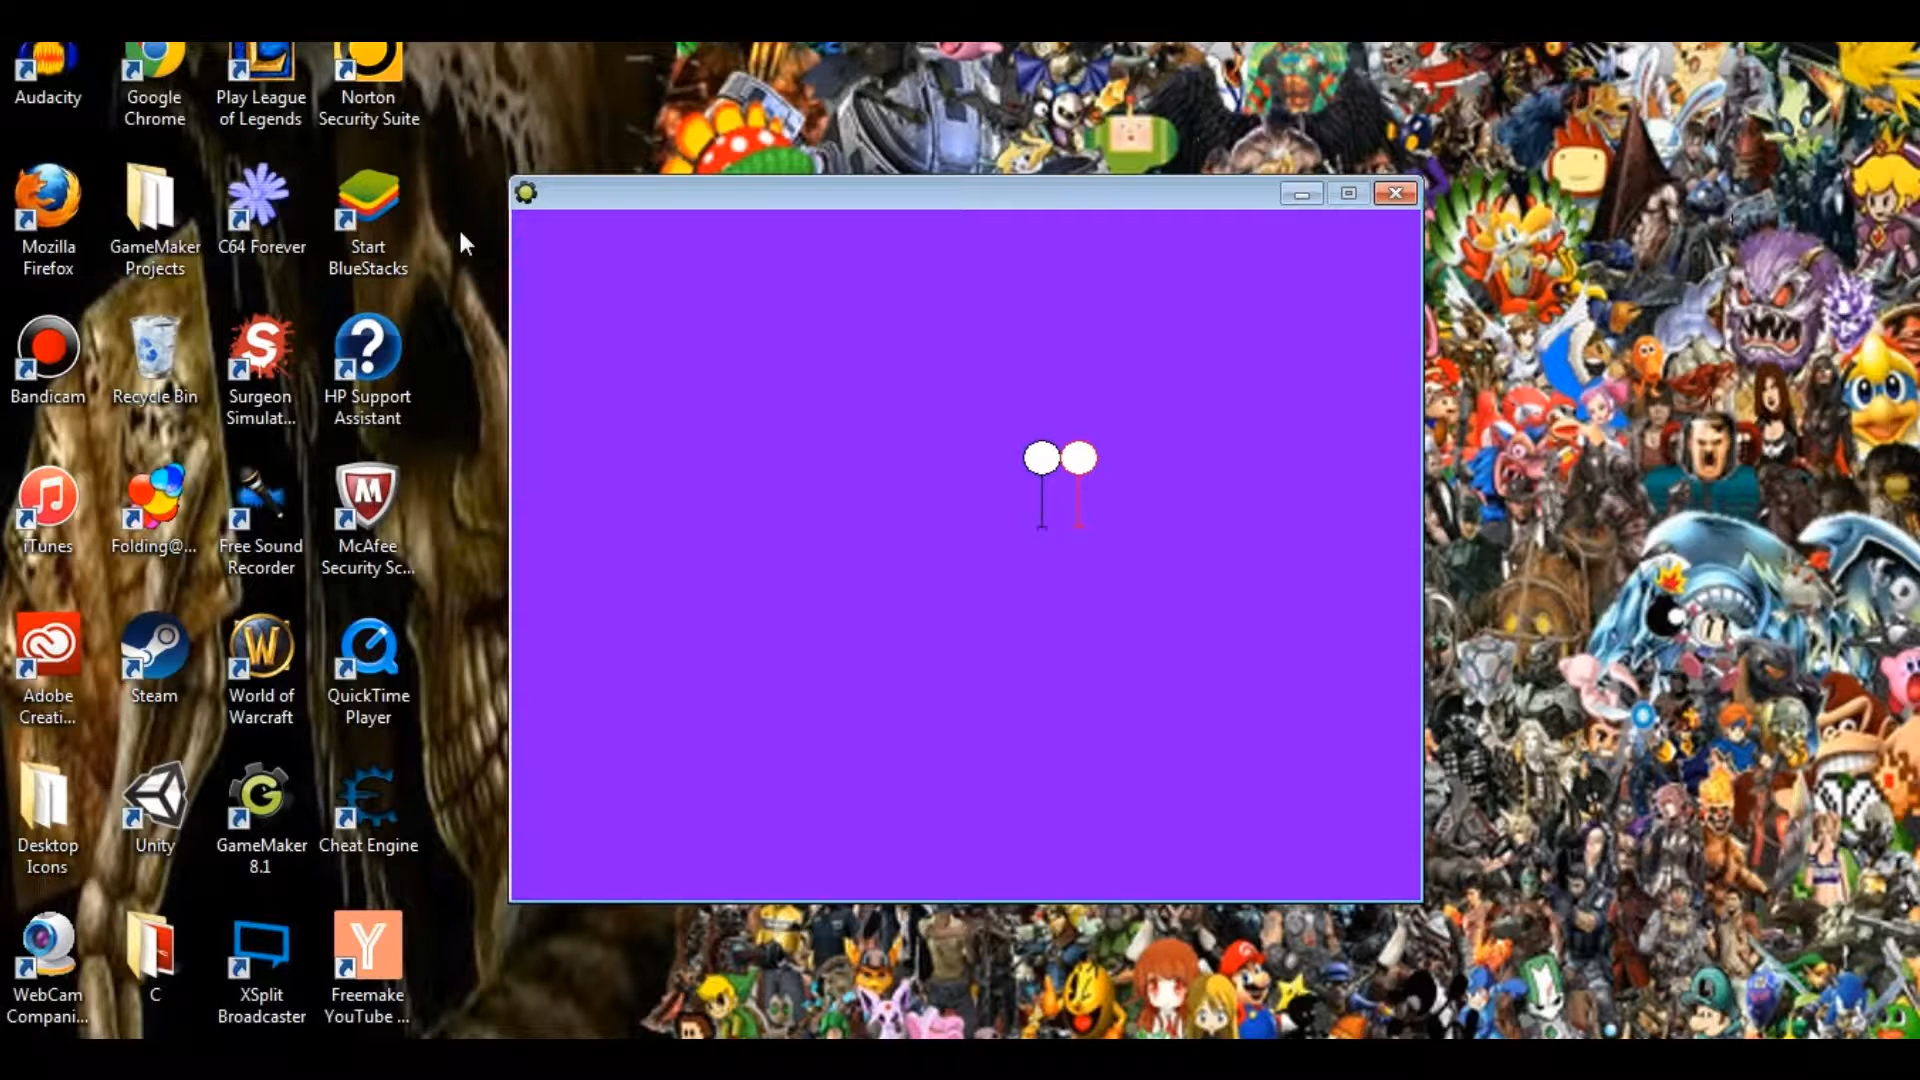 Audacity
Google
Chrome
Play League
of Legends
Norton
Security Suite
Mozilla
Firefox
GameMaker
Projects
C64 Forever
Start
BlueStacks
Bandicam
Recycle Bin
Surgeon
Simulat...
HP Support
Assistant
iTunes
Folding@...
Free Sound
Recorder
McAfee
Security Sc...
Adobe
Creati...
Steam
World of
Warcraft
QuickTime
Player
Desktop
Icons
Unity
GameMaker
8.1
Cheat Engine
WebCam
Compani...
C
XSplit
Broadcaster
Freemake
YouTube ...